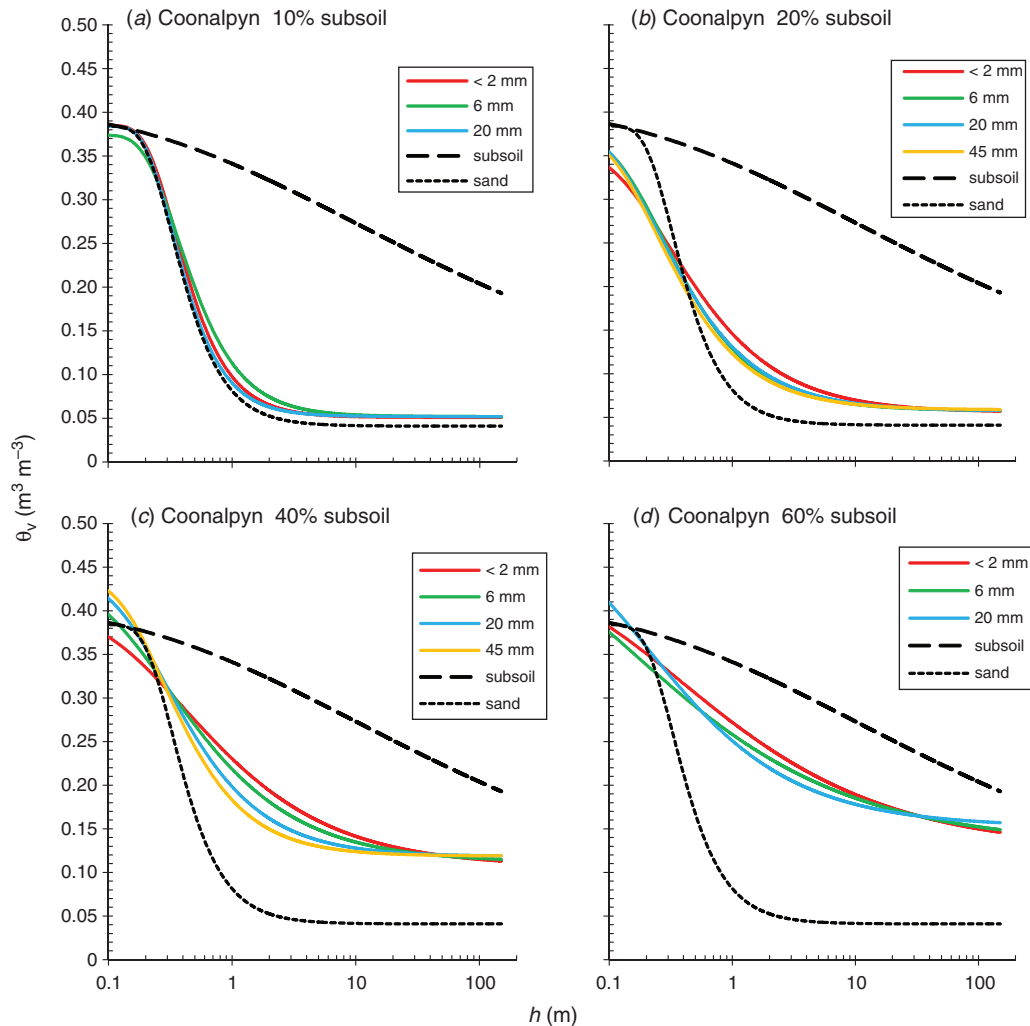 (a) Coonalpyn 10% subsoil
0.50
0.45
0.40
0.35
0.30
0.25
0.20
0.15
0.10
0.05
0
< 2 mm
6 mm
20 mm
subsoil
sand
(b) Coonalpyn 20% subsoil
< 2 mm
6 mm
20 mm
45 mm
subsoil
sand
θv (m³ m⁻³)
(c) Coonalpyn 40% subsoil
0.50
0.45
0.40
0.35
0.30
0.25
0.20
0.15
0.10
0.05
0
< 2 mm
6 mm
20 mm
45 mm
subsoil
sand
0.1 1 10 100
(d) Coonalpyn 60% subsoil
< 2 mm
6 mm
20 mm
subsoil
sand
0.1 1 10 100
h (m)